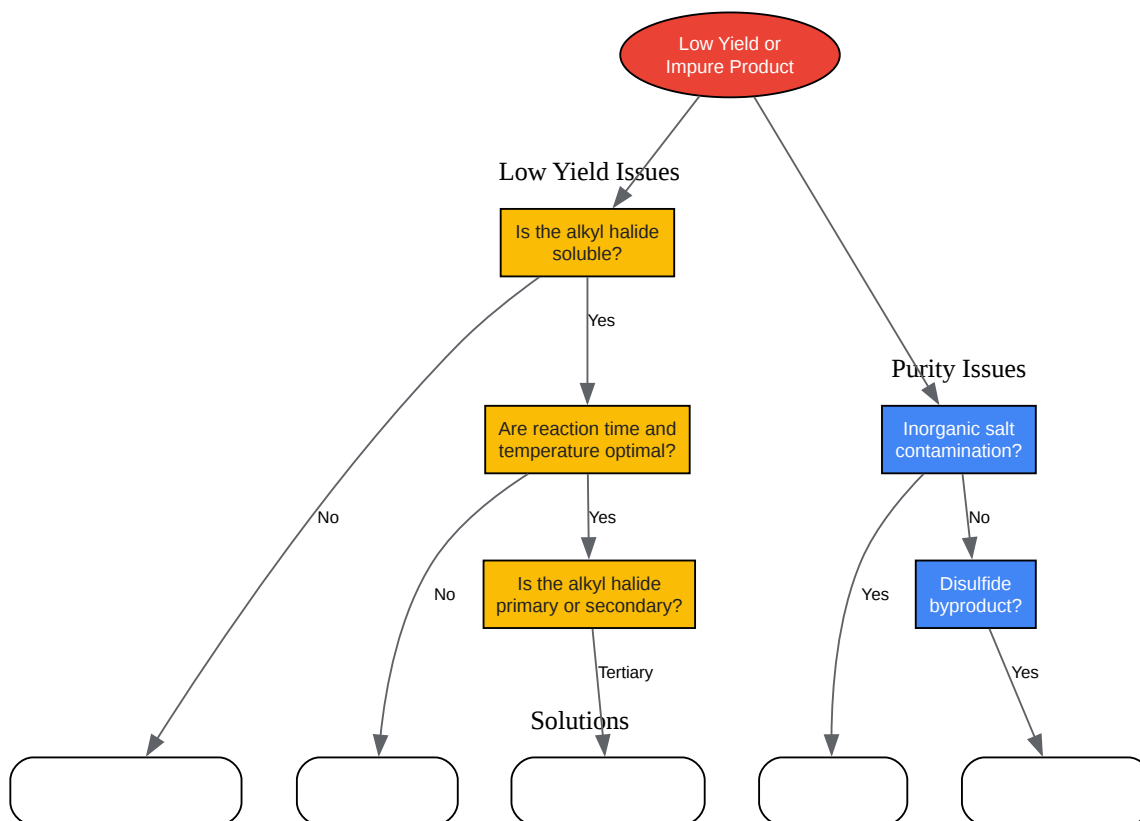 Low Yield or
Impure Product
Low Yield Issues
Is the alkyl halide
soluble?
Yes
Purity Issues
Are reaction time and
temperature optimal?
Inorganic salt
contamination?
No
Yes
No
Is the alkyl halide
primary or secondary?
Disulfide
byproduct?
No
Yes
Tertiary
Yes
Solutions